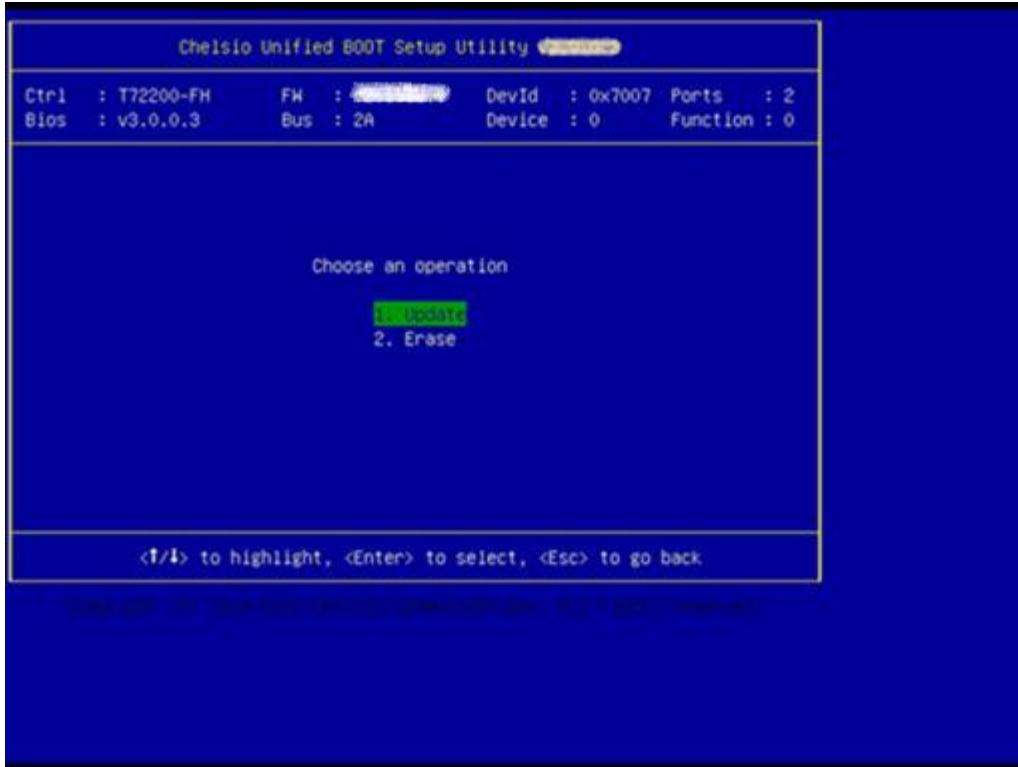 Chelsio Unified BOOT Setup Utility
Ctrl : T72200-FH FW : DevId : 0x7007 Ports : 2
Bios : v3.0.0.3 Bus : 2A Device : 0 Function : 0
Choose an operation
1. Update
2. Erase
<↑/↓> to highlight, <Enter> to select, <Esc> to go back